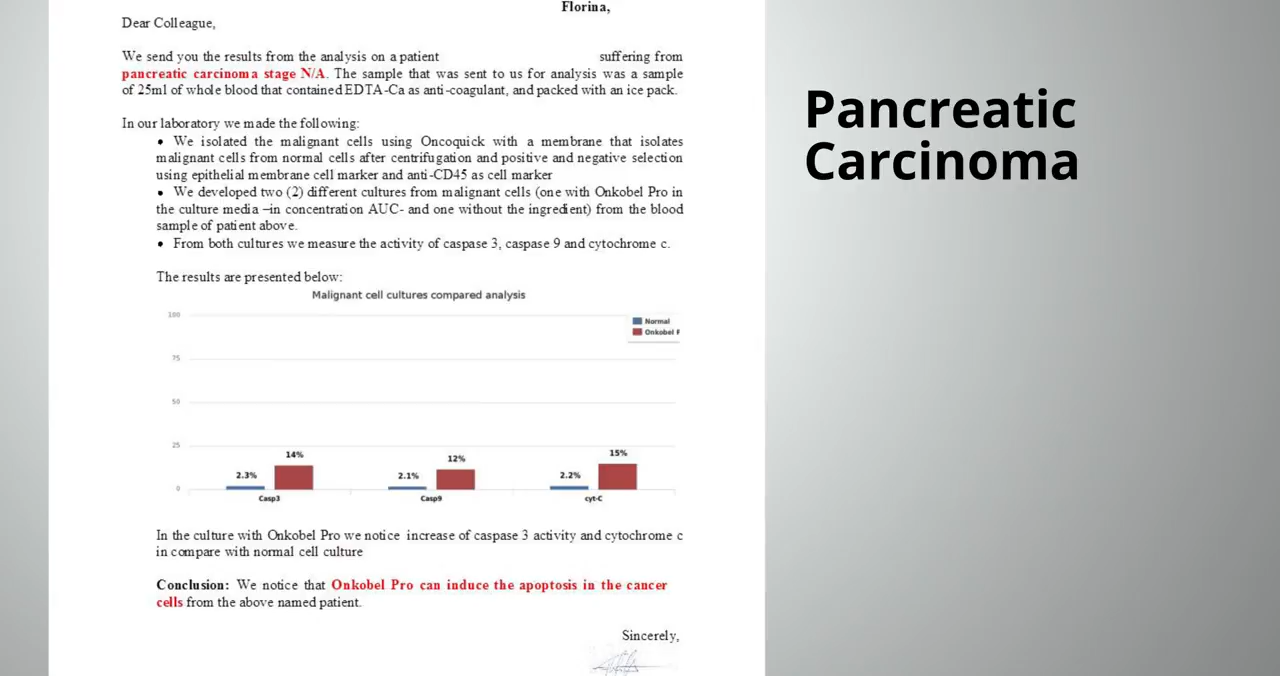 Florina,
Dear Colleague,
We send you the results from the analysis on a patient suffering from
pancreatic carcinoma stage N/A. The sample that was sent to us for analysis was a sample
of 25ml of whole blood that contained EDTA-Ca as anti-coagulant, and packed with an ice pack.
In our laboratory we made the following:
• We isolated the malignant cells using Oncoquick with a membrane that isolates
malignant cells from normal cells after centrifugation and positive and negative selection
using epithelial membrane cell marker and anti-CD45 as cell marker
• We developed two (2) different cultures from malignant cells (one with Onkobel Pro in
the culture media –in concentration AUC- and one without the ingredient) from the blood
sample of patient above.
• From both cultures we measure the activity of caspase 3, caspase 9 and cytochrome c.
The results are presented below:
Malignant cell cultures compared analysis
100
75
50
25
0
Normal
Onkobel P
2.3%
14%
2.1%
12%
2.2%
15%
Casp3
Casp9
cyt-C
In the culture with Onkobel Pro we notice increase of caspase 3 activity and cytochrome c
in compare with normal cell culture
Conclusion: We notice that Onkobel Pro can induce the apoptosis in the cancer
cells from the above named patient.
Sincerely,
Pancreatic
Carcinoma